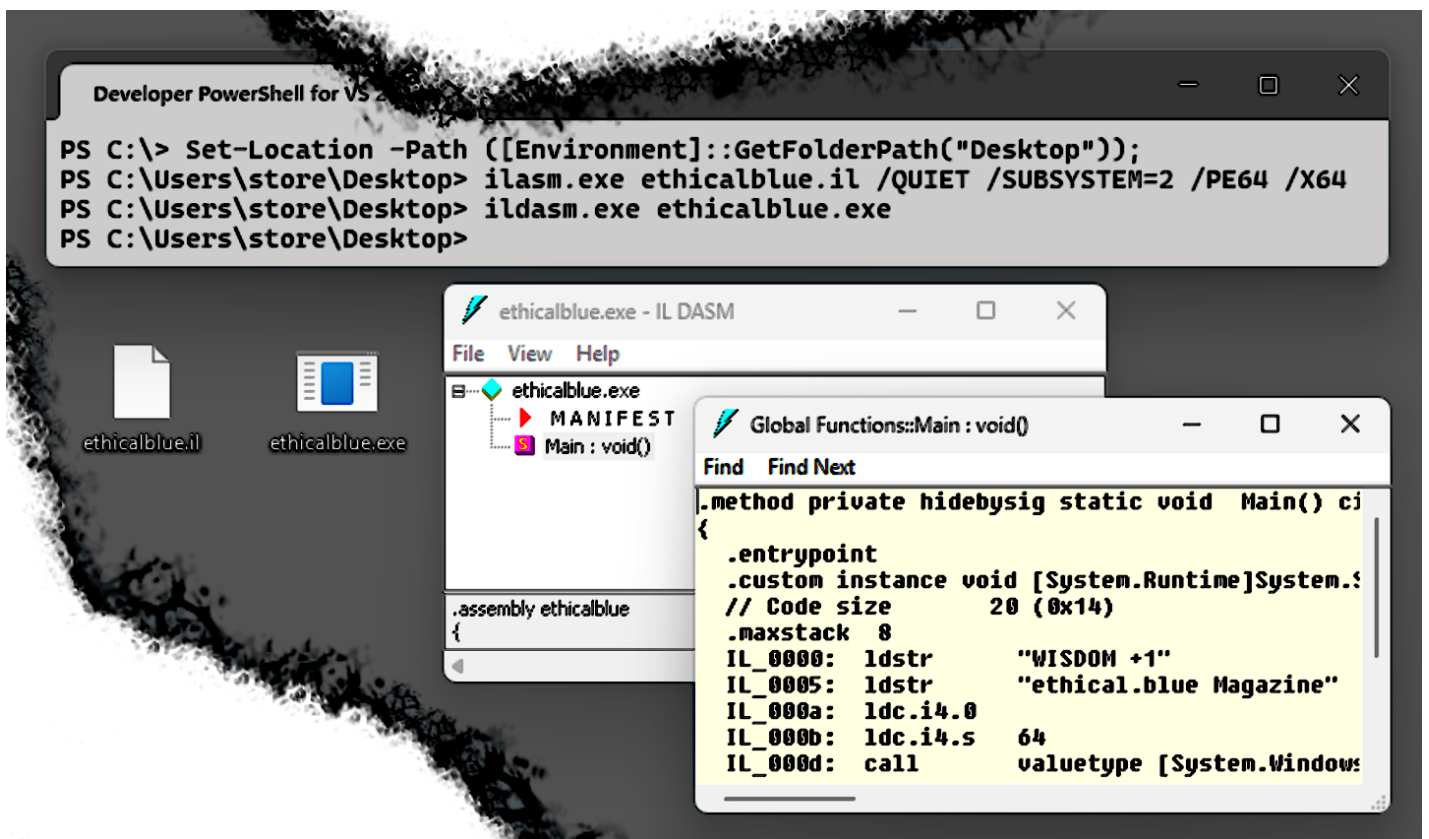 Developer PowerShell for VS
PS C:\> Set-Location -Path ([Environment]::GetFolderPath("Desktop"));
PS C:\Users\store\Desktop> ilasm.exe ethicalblue.il /QUIET /SUBSYSTEM=2 /PE64 /X64
PS C:\Users\store\Desktop> ildasm.exe ethicalblue.exe
PS C:\Users\store\Desktop>
ethicalblue.il
ethicalblue.exe
ethicalblue.exe - IL DASM
File View Help
ethicalblue.exe
MANIFEST
S Main : void()
.assembly ethicalblue
{
Global Functions::Main : void()
Find Find Next
.method private hidebysig static void Main() ci
{
.entrypoint
.custom instance void [System.Runtime]System.S
// Code size 20 (0x14)
.maxstack 8
IL_0000: ldstr "WISDOM +1"
IL_0005: ldstr "ethical.blue Magazine"
IL_000a: ldc.i4.0
IL_000b: ldc.i4.s 64
IL_000d: call valuetype [System.Windows